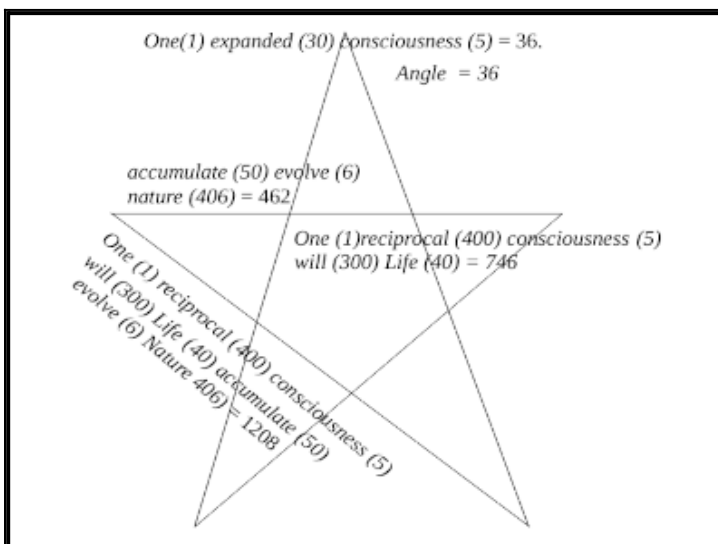 One(1) expanded (30) consciousness (5) = 36.
Angle = 36
accumulate (50) evolve (6)
nature (406) = 462
One (1)reciprocal (400) consciousness (5)
will (300) Life (40) = 746
One (1) reciprocal (400) consciousness (5)
will (300) Life (40) accumulate (50)
evolve (6) Nature 406) = 1208